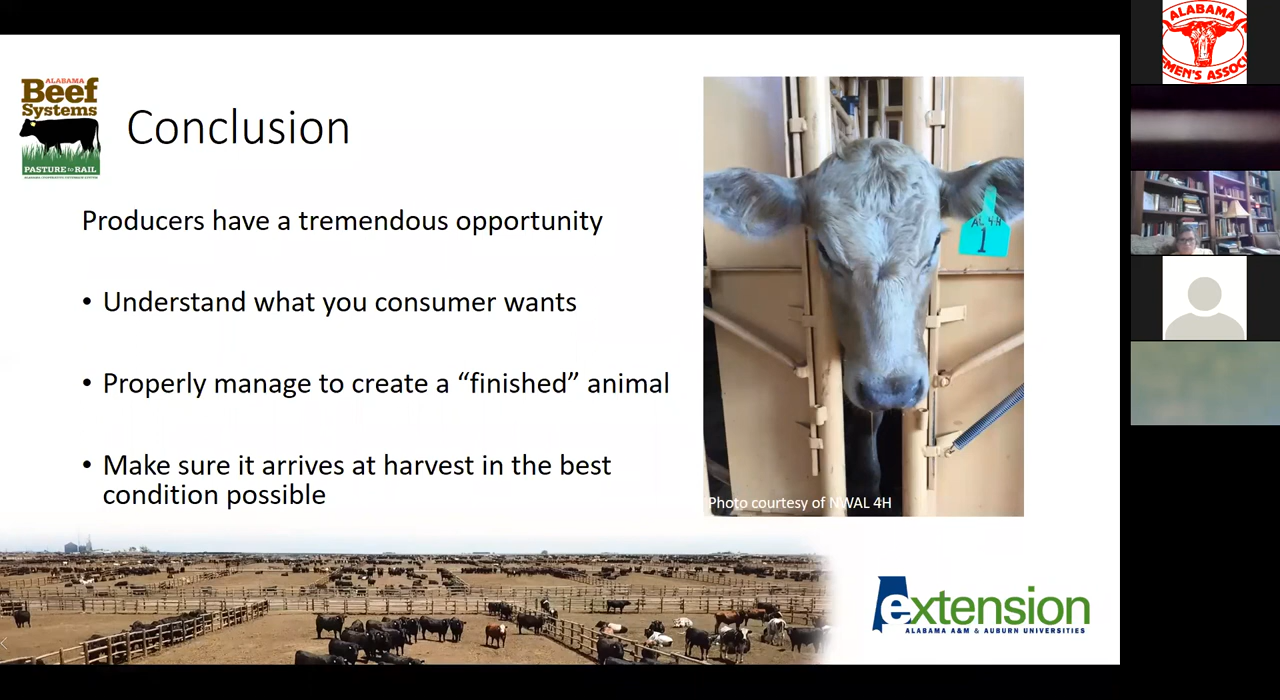 ALABAMA
Beef
Systems
PASTURE to RAIL
Conclusion
Producers have a tremendous opportunity
• Understand what you consumer wants
• Properly manage to create a “finished” animal
• Make sure it arrives at harvest in the best
condition possible
AL 4H
1
Photo courtesy of NWAL 4H
extension
ALABAMA A&M & AUBURN UNIVERSITIES
ALABAMA
EMEN'S ASSOC